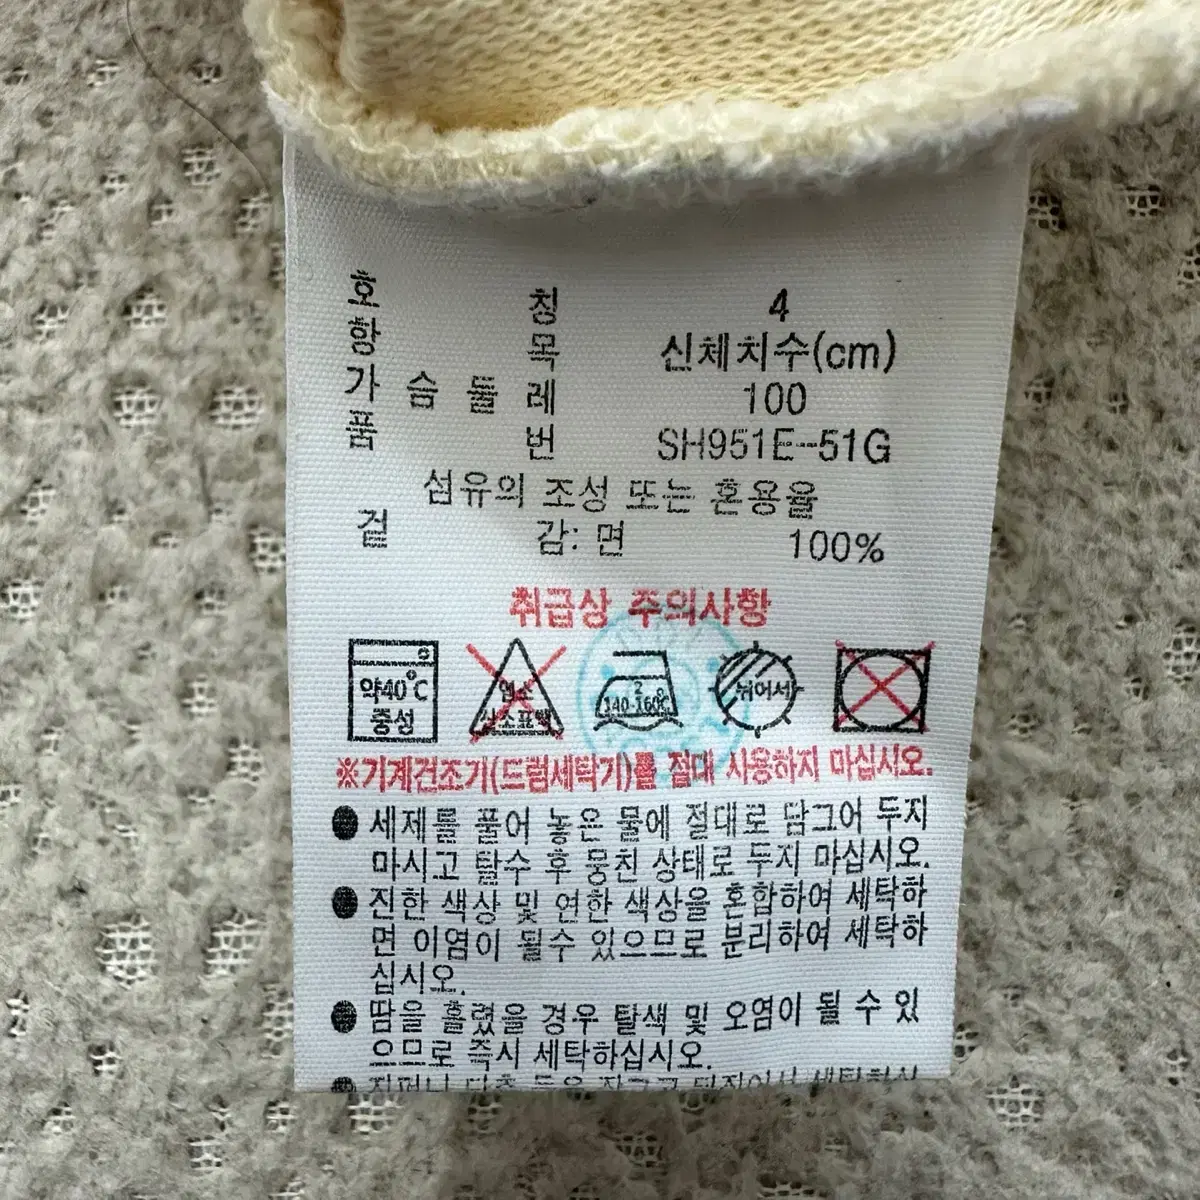 호 칭 4
항 목 신체치수(cm)
가 슴 둘 레 100
품 번 SH951E-51G
섬유의 조성 또는 혼용율
겉 감: 면 100%
취급상 주의사항
약40℃
중성
염소
산소표백
2
140-160℃
뉘어서
※기계건조기(드럼세탁기)를 절대 사용하지 마십시오.
● 세제를 풀어 놓은 물에 절대로 담그어 두지
마시고 탈수 후 뭉친 상태로 두지 마십시오.
● 진한 색상 및 연한 색상을 혼합하여 세탁하
면 이염이 될수 있으므로 분리하여 세탁하
십시오.
● 땀을 흘렸을 경우 탈색 및 오염이 될 수 있
으므로 즉시 세탁하십시오.